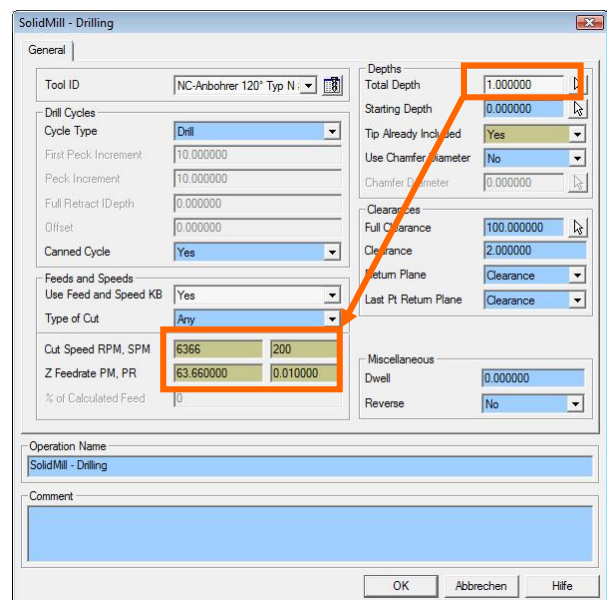 SolidMill - Drilling
General
Tool ID NC-Anbohrer 120° Typ N :
Drill Cycles
Cycle Type Drill
First Peck Increment 10.000000
Peck Increment 10.000000
Full Retract IDepth 0.000000
Offset 0.000000
Canned Cycle Yes
Feeds and Speeds
Use Feed and Speed KB Yes
Type of Cut Any
Cut Speed RPM, SPM 6366 200
Z Feedrate PM, PR 63.660000 0.010000
% of Calculated Feed 0
Depths
Total Depth 1.000000
Starting Depth 0.000000
Tip Already Included Yes
Use Chamfer Diameter No
Chamfer Diameter 0.000000
Clearances
Full Clearance 100.000000
Clearance 2.000000
Return Plane Clearance
Last Pt Return Plane Clearance
Miscellaneous
Dwell 0.000000
Reverse No
Operation Name
SolidMill - Drilling
Comment
OK Abbrechen Hilfe